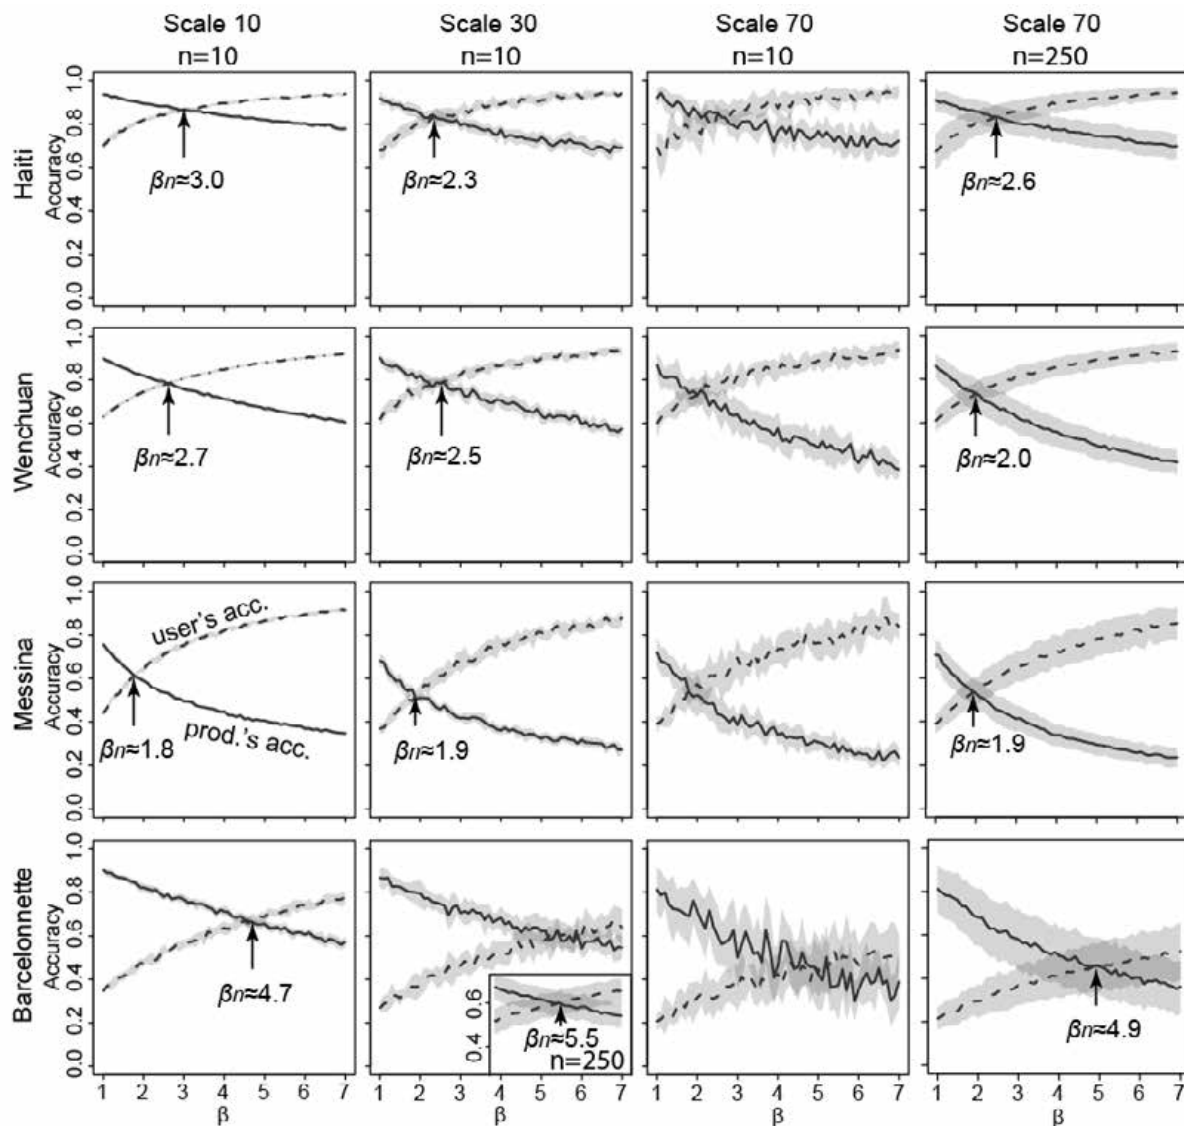 Scale 10
n=10
Scale 30
n=10
Scale 70
n=10
Scale 70
n=250
Haiti
Accuracy
0.0 0.2 0.4 0.6 0.8 1.0
βn≈3.0
βn≈2.3
βn≈2.6
Wenchuan
Accuracy
0.0 0.2 0.4 0.6 0.8 1.0
βn≈2.7
βn≈2.5
βn≈2.0
Messina
Accuracy
0.0 0.2 0.4 0.6 0.8 1.0
user's acc.
prod.'s acc.
βn≈1.8
βn≈1.9
βn≈1.9
Barcelonnette
Accuracy
0.0 0.2 0.4 0.6 0.8 1.0
βn≈4.7
0.4 0.6
βn≈5.5
n=250
βn≈4.9
1 2 3 4 5 6 7
β
1 2 3 4 5 6 7
β
1 2 3 4 5 6 7
β
1 2 3 4 5 6 7
β